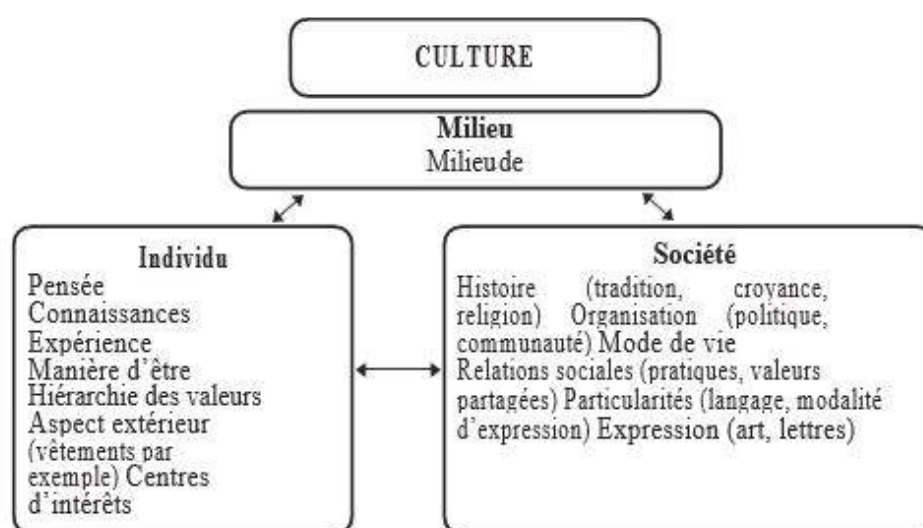 CULTURE
Milieu
Milieu de
Individu
Pensée
Connaissances
Expérience
Manière d'être
Hiérarchie des valeurs
Aspect extérieur
(vêtements par
exemple) Centres
d'intérêts
Société
Histoire (tradition, croyance,
religion) Organisation (politique,
communauté) Mode de vie
Relations sociales (pratiques, valeurs
partagées) Particularités (langage, modalité
d'expression) Expression (art, lettres)